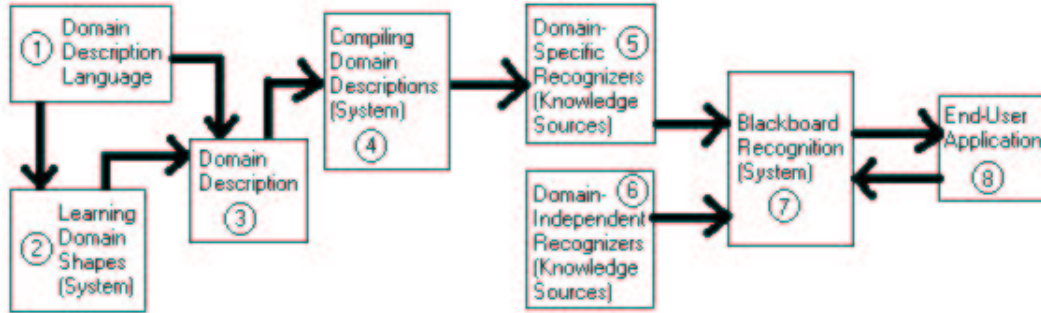 1
Domain
Description
Language
2
Learning
Domain
Shapes
(System)
Domain
Description
3
Compiling
Domain
Descriptions
(System)
4
Domain-
Specific
Recognizers
(Knowledge
Sources)
5
Domain-
Independent
Recognizers
(Knowledge
Sources)
6
Blackboard
Recognition
(System)
7
End-User
Application
8